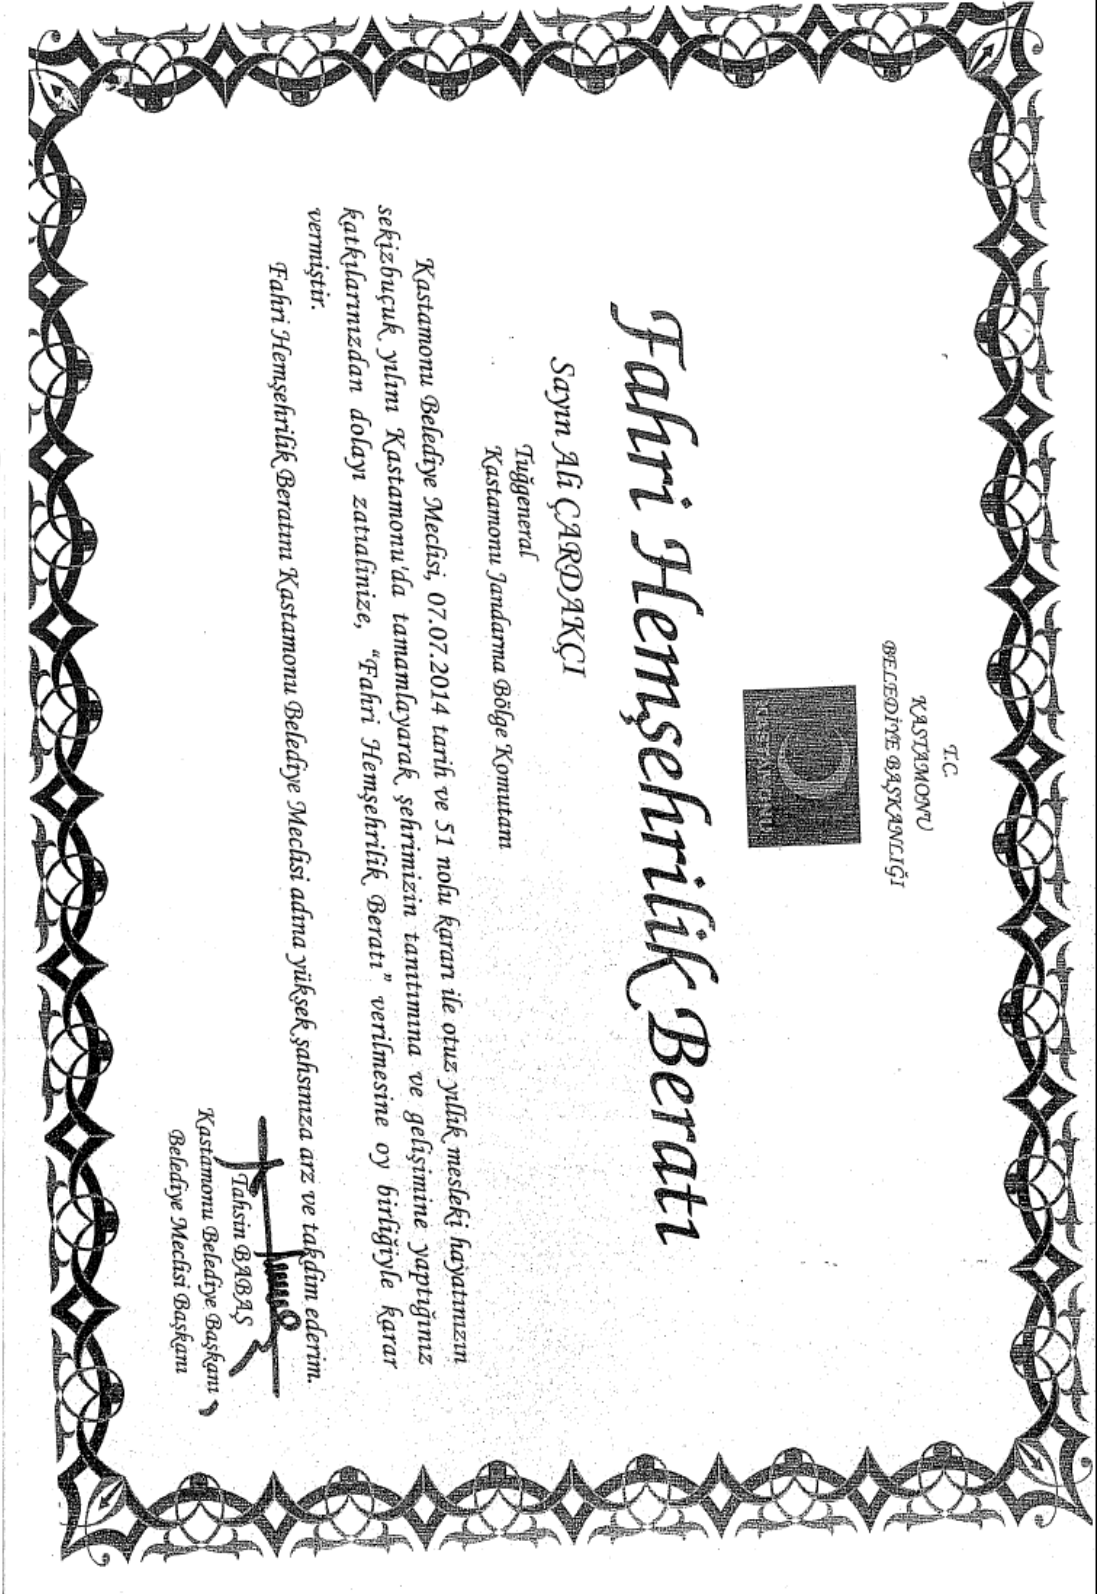 T.C.
KASTAMONU
BELEDİYE BAŞKANLIĞI
KASTAMONU
Fahri Hemşehrilik Beratı
Sayın Ali ÇARDAKÇI
Tuğgeneral
Kastamonu Jandarma Bölge Komutanı
Kastamonu Belediye Meclisi, 07.07.2014 tarih ve 51 nolu kararı ile otuz yıllık mesleki hayatınızın
sekizbuçuk yılını Kastamonu'da tamamlayarak şehrimizin tanıtımına ve gelişimine yaptığınız
katkılarınızdan dolayı zatıalinize, “Fahri Hemşehrilik Beratı” verilmesine oy birliğiyle karar
vermiştir.
Fahri Hemşehrilik Beratını Kastamonu Belediye Meclisi adına yüksek şahsınıza arz ve takdim ederim.
Tahsin BABAŞ
Kastamonu Belediye Başkanı
Belediye Meclisi Başkanı